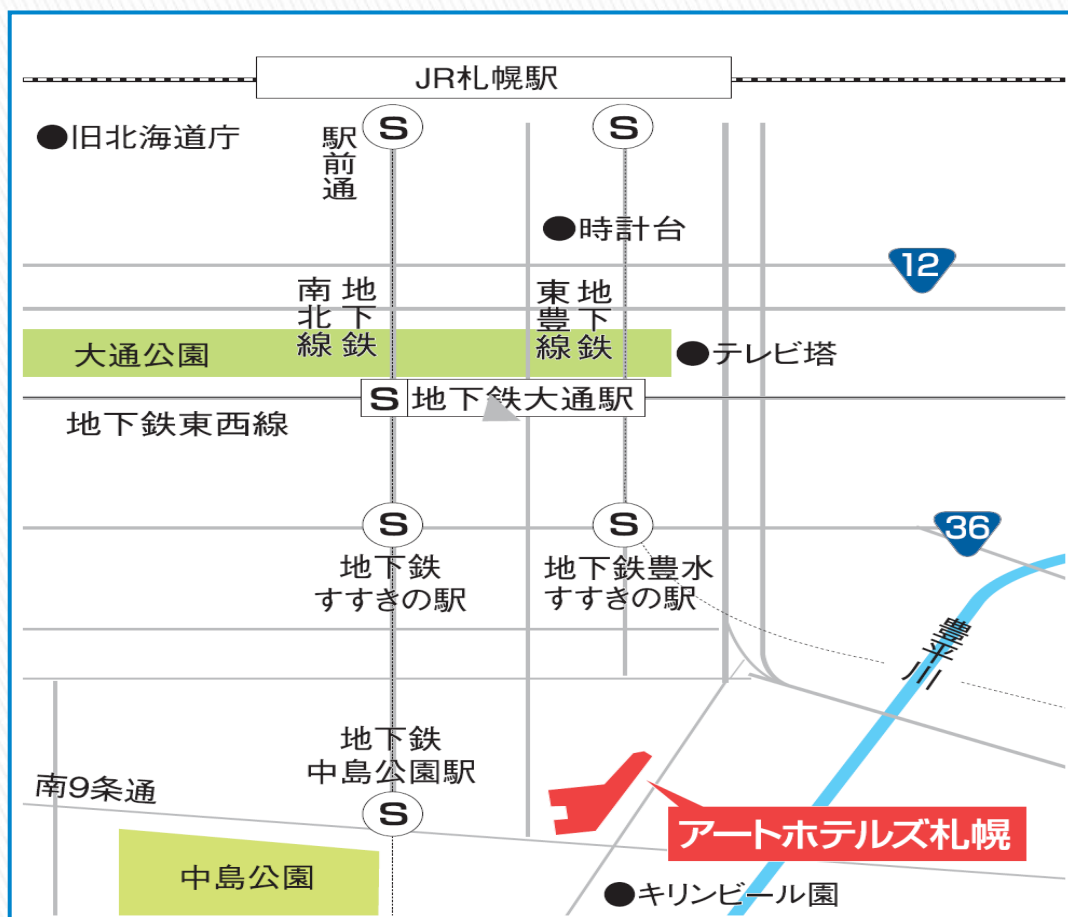 JR札幌駅
S
S
旧北海道庁
駅前通
時計台
12
地下鉄
南北線
地下鉄
東豊線
大通公園
テレビ塔
S 地下鉄大通駅
地下鉄東西線
S
S
36
地下鉄
すすきの駅
地下鉄豊水
すすきの駅
豊平川
地下鉄
中島公園駅
南9条通
S
アートホテルズ札幌
中島公園
キリンビール園